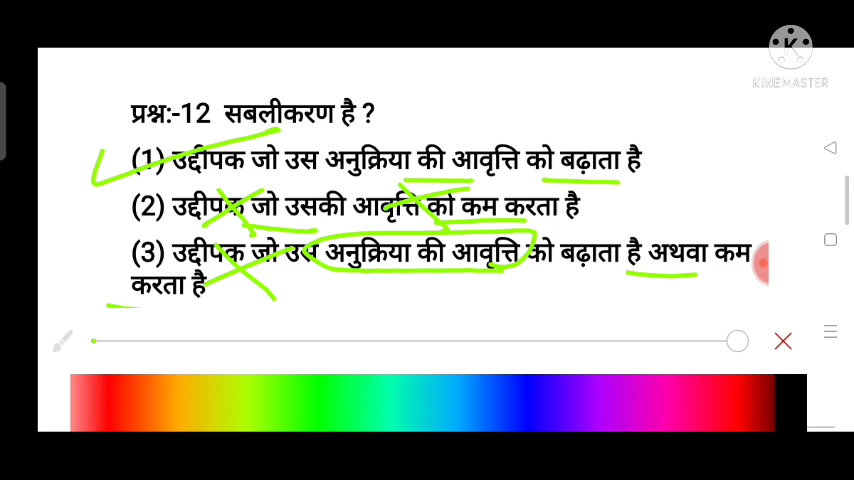 KINEMASTER
प्रश्न:-12 सबलीकरण है ?
(1) उद्दीपक जो उस अनुक्रिया की आवृत्ति को बढ़ाता है
(2) उद्दीपक जो उसकी आवृत्ति को कम करता है
(3) उद्दीपक जो उस अनुक्रिया की आवृत्ति को बढ़ाता है अथवा कम
करता है